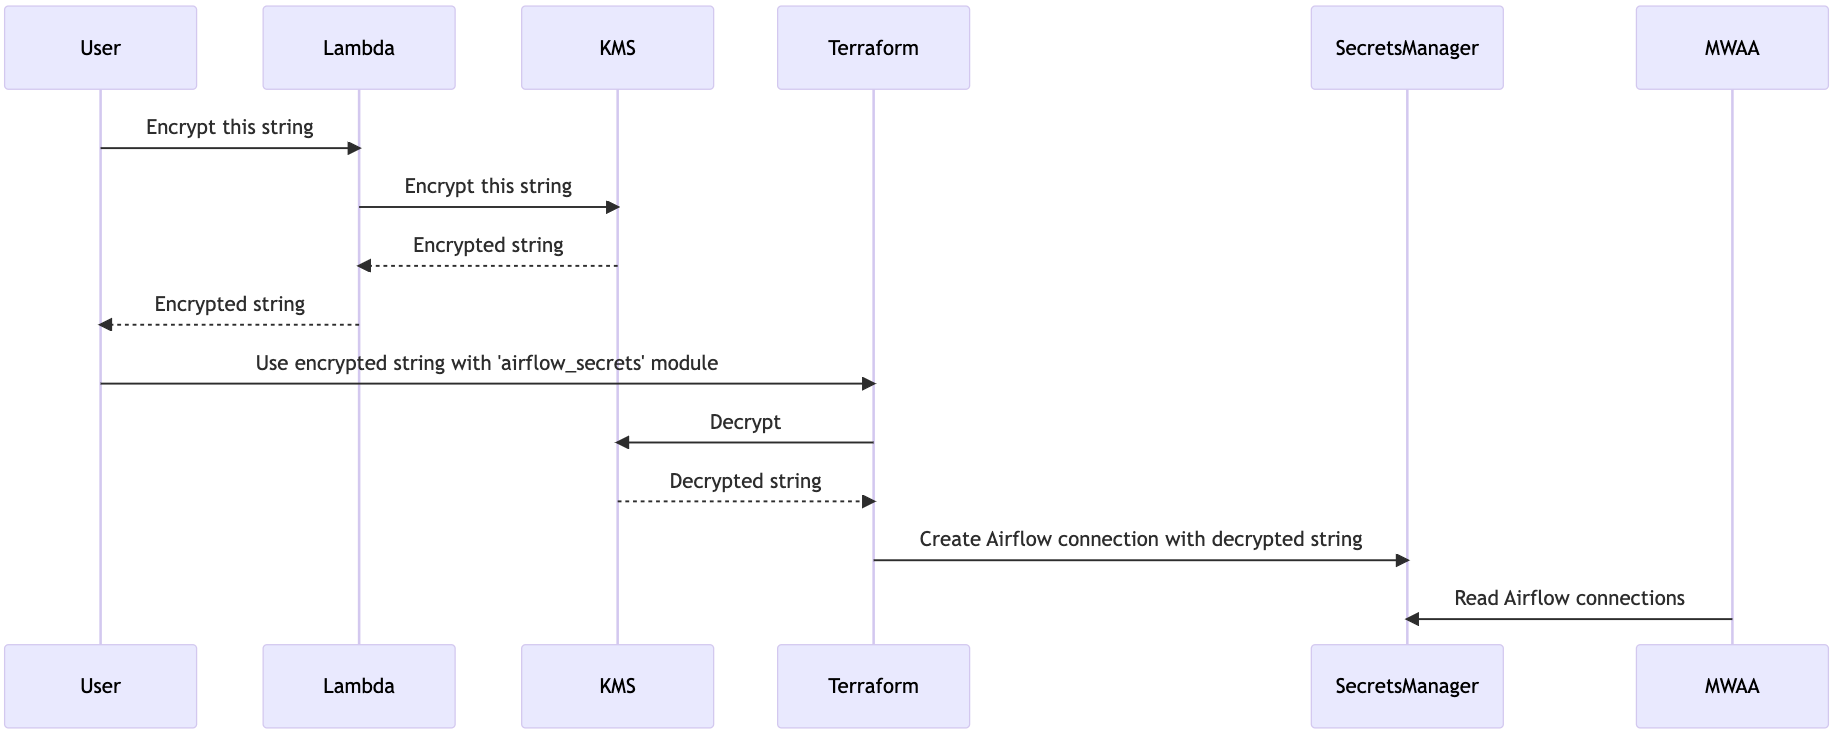 User
Lambda
KMS
Terraform
SecretsManager
MWAA
Encrypt this string
Encrypt this string
Encrypted string
Encrypted string
Use encrypted string with 'airflow_secrets' module
Decrypt
Decrypted string
Create Airflow connection with decrypted string
Read Airflow connections
User
Lambda
KMS
Terraform
SecretsManager
MWAA